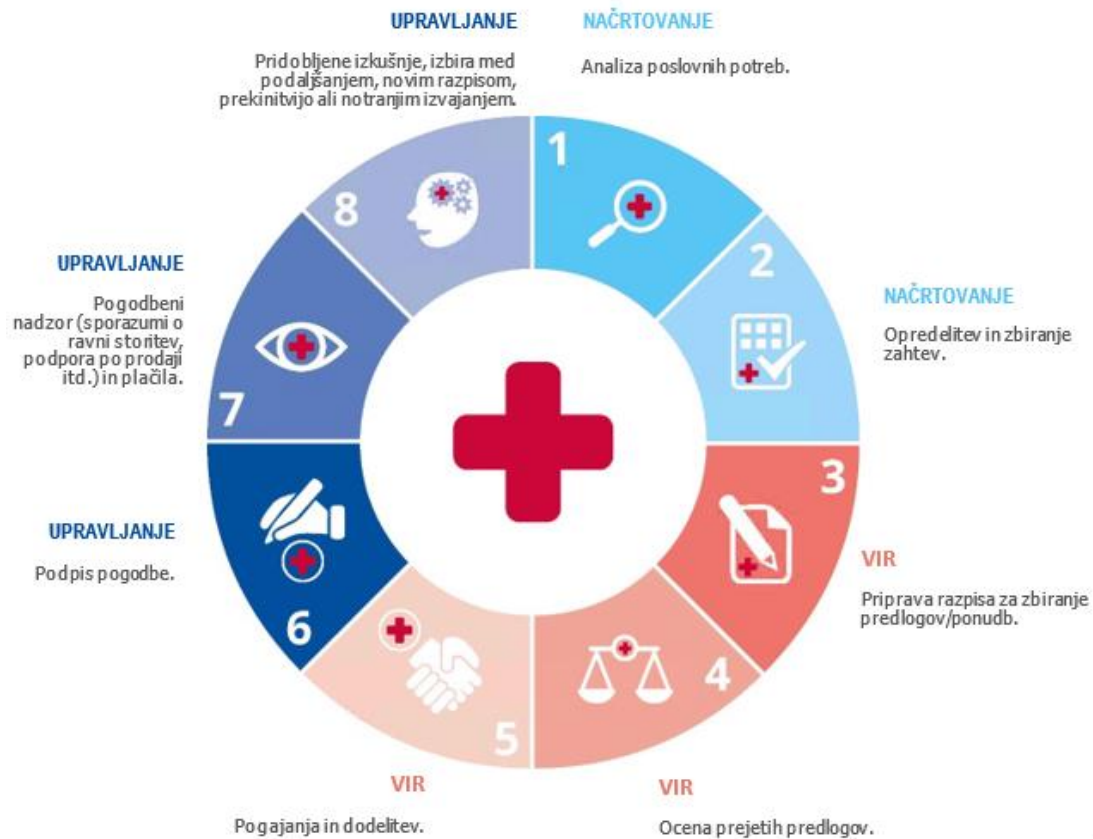 NAČRTOVANJE
Analiza poslovnih potreb.
1
NAČRTOVANJE
Opredelitev in zbiranje
zahtev.
2
VIR
Priprava razpisa za zbiranje
predlogov/ponudb.
3
VIR
Ocena prejetih predlogov.
4
VIR
Pogajanja in dodelitev.
5
UPRAVLJANJE
Podpis pogodbe.
6
UPRAVLJANJE
Pogodbeni
nadzor (sporazumi o
ravni storitev,
podpora po prodaji
itd.) in plačila.
7
UPRAVLJANJE
Pridobljene izkušnje, izbira med
podaljšanjem, novim razpisom,
prekinitvijo ali notranjim izvajanjem.
8